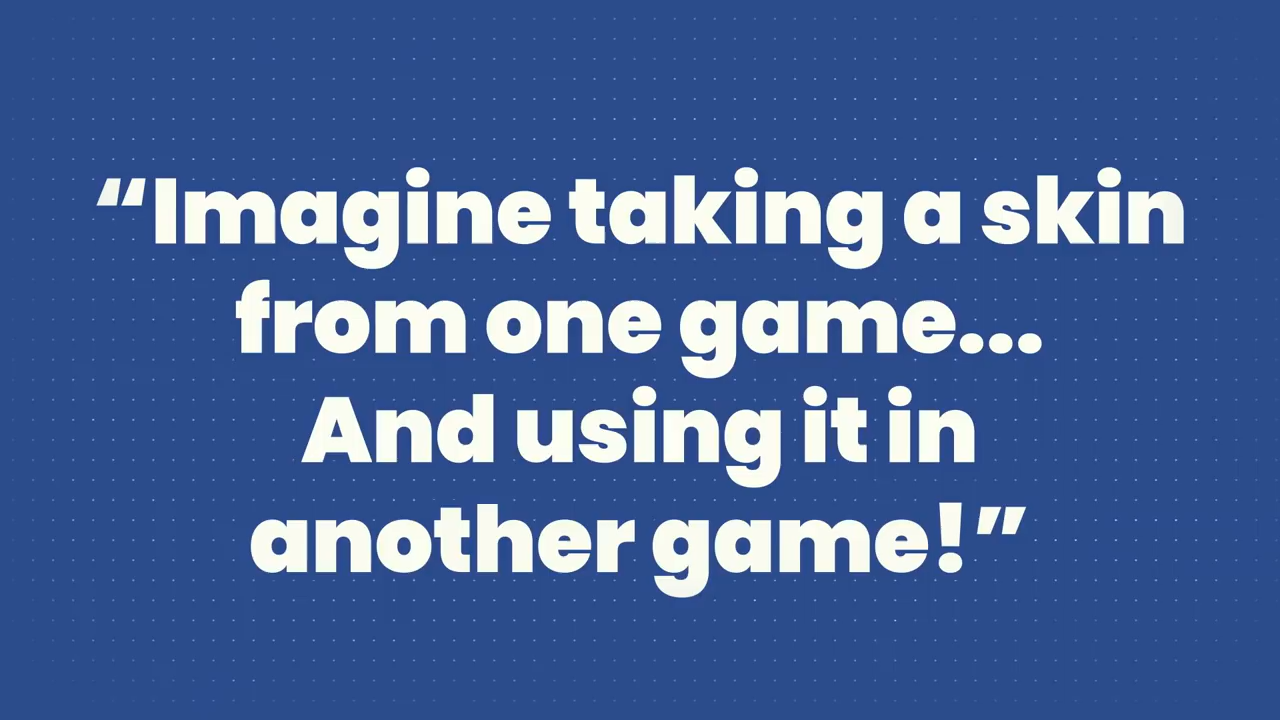 “Imagine taking a skin
from one game...
And using it in
another game!”